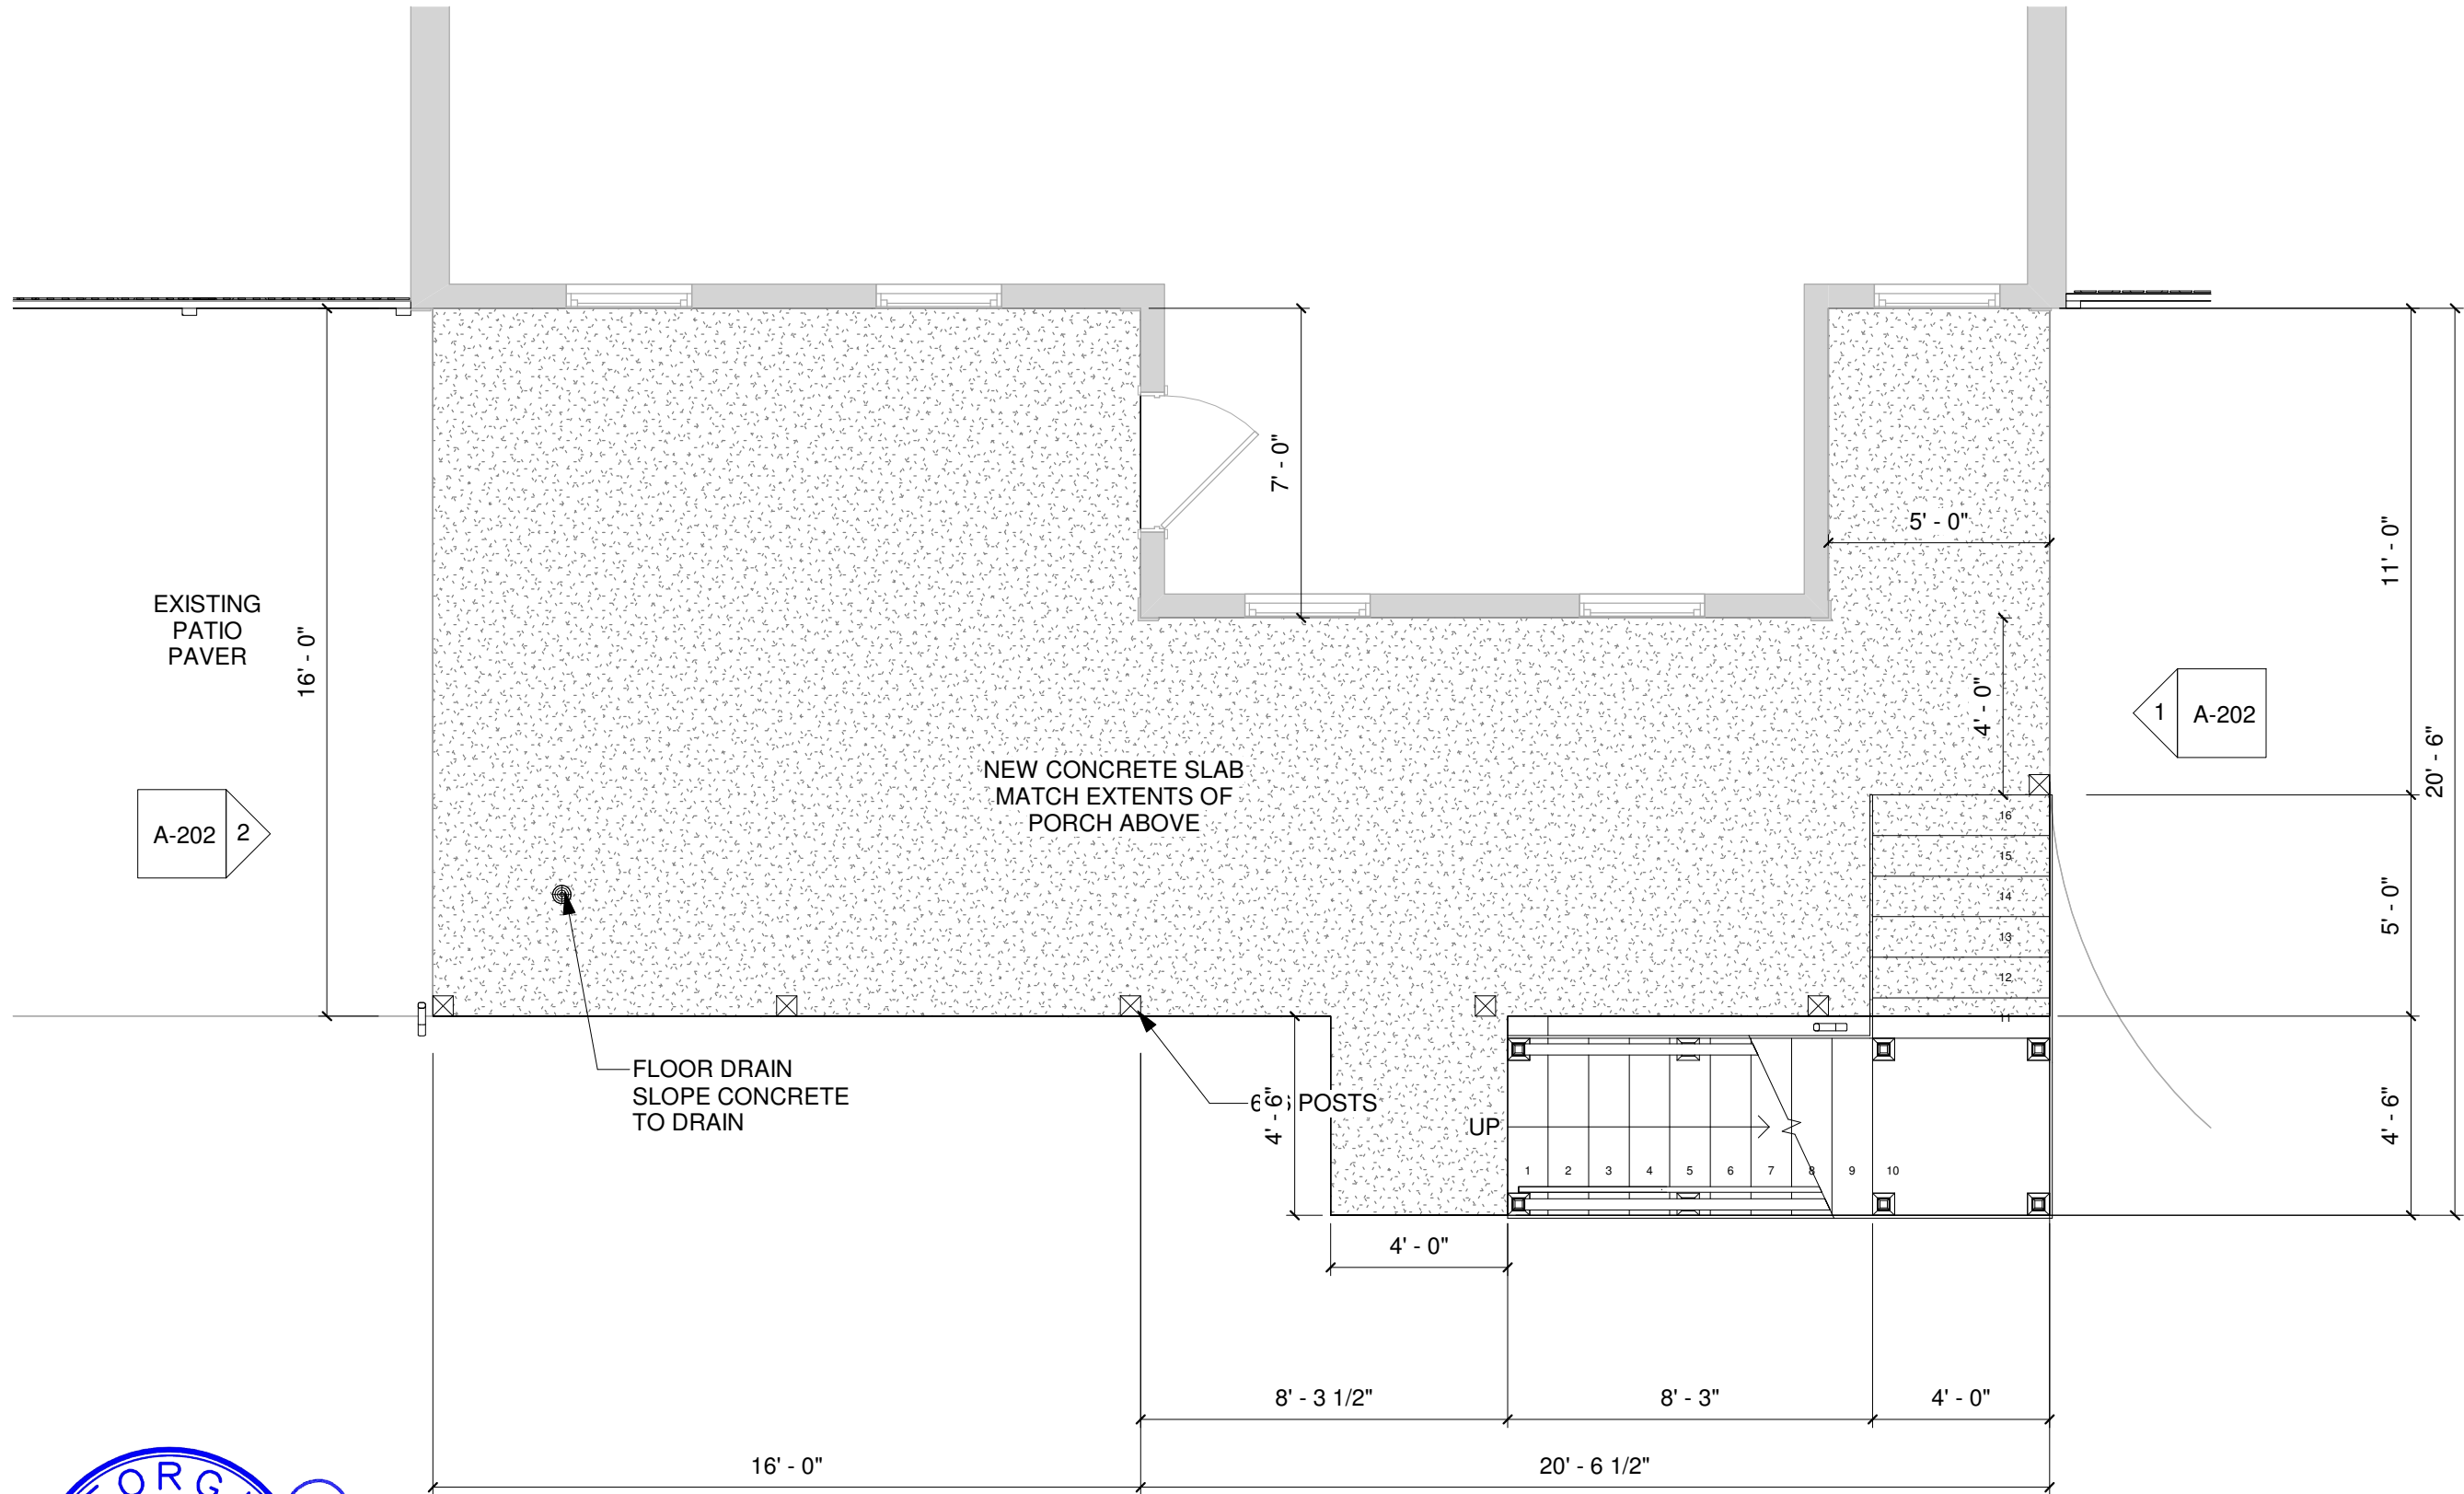 7' - 0"
5' - 0"
11' - 0"
EXISTING
PATIO
PAVER
16' - 0"
4' - 0"
1 A-202
20' - 6"
NEW CONCRETE SLAB
MATCH EXTENTS OF
PORCH ABOVE
A-202 2
16
15
14
13
12
11
5' - 0"
FLOOR DRAIN
SLOPE CONCRETE
TO DRAIN
POSTS
4' - 6"
UP
1 2 3 4 5 6 7 8 9 10
4' - 6"
4' - 0"
8' - 3 1/2"
8' - 3"
4' - 0"
16' - 0"
20' - 6 1/2"
ORG